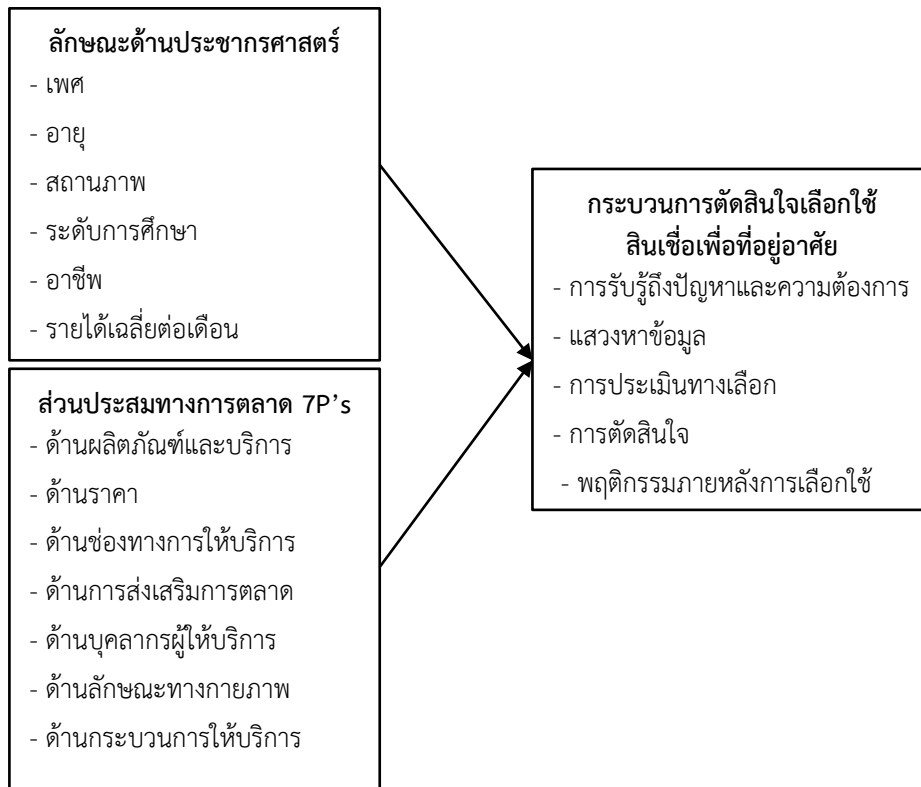 ลักษณะด้านประชากรศาสตร์
- เพศ
- อายุ
- สถานภาพ
- ระดับการศึกษา
- อาชีพ
- รายได้เฉลี่ยต่อเดือน
ส่วนประสมทางการตลาด 7P's
- ด้านผลิตภัณฑ์และบริการ
- ด้านราคา
- ด้านช่องทางการให้บริการ
- ด้านการส่งเสริมการตลาด
- ด้านบุคลากรผู้ให้บริการ
- ด้านลักษณะทางกายภาพ
- ด้านกระบวนการให้บริการ
กระบวนการตัดสินใจเลือกใช้
สินเชื่อเพื่อที่อยู่อาศัย
- การรับรู้ถึงปัญหาและความต้องการ
- แสวงหาข้อมูล
- การประเมินทางเลือก
- การตัดสินใจ
- พฤติกรรมภายหลังการเลือกใช้